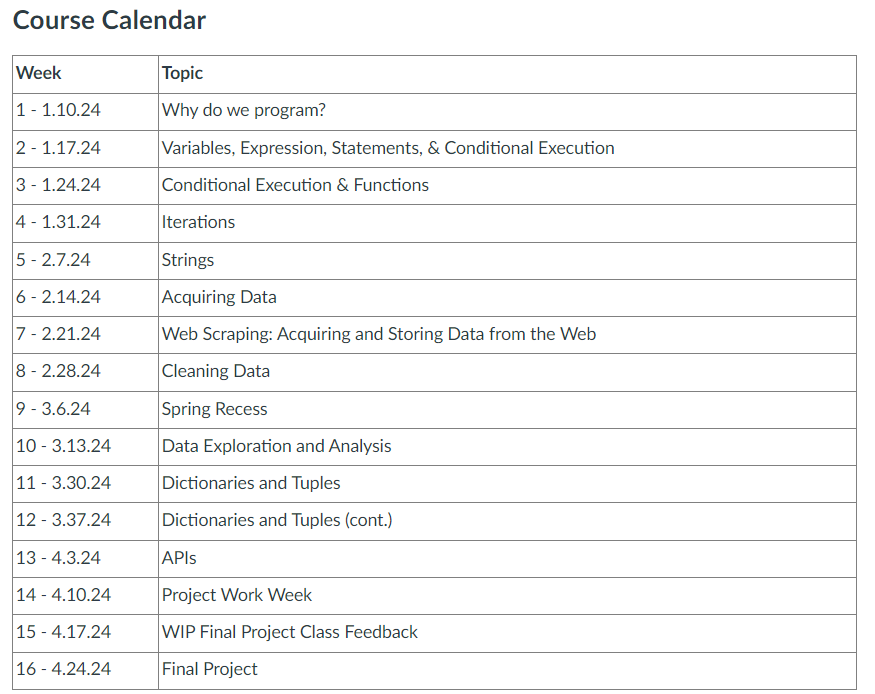 Course Calendar
Week Topic
1 - 1.10.24 Why do we program?
2 - 1.17.24 Variables, Expression, Statements, & Conditional Execution
3 - 1.24.24 Conditional Execution & Functions
4 - 1.31.24 Iterations
5 - 2.7.24 Strings
6 - 2.14.24 Acquiring Data
7 - 2.21.24 Web Scraping: Acquiring and Storing Data from the Web
8 - 2.28.24 Cleaning Data
9 - 3.6.24 Spring Recess
10 - 3.13.24 Data Exploration and Analysis
11 - 3.30.24 Dictionaries and Tuples
12 - 3.37.24 Dictionaries and Tuples (cont.)
13 - 4.3.24 APIs
14 - 4.10.24 Project Work Week
15 - 4.17.24 WIP Final Project Class Feedback
16 - 4.24.24 Final Project